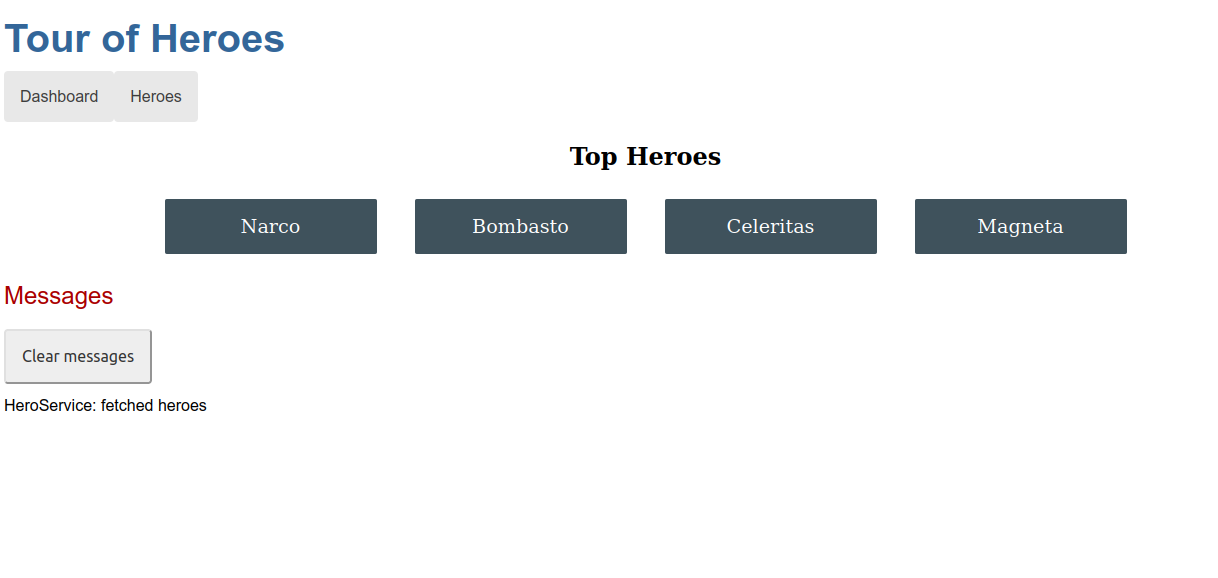 Tour of Heroes
Dashboard Heroes
Top Heroes
Narco Bombasto Celeritas Magneta
Messages
Clear messages
HeroService: fetched heroes